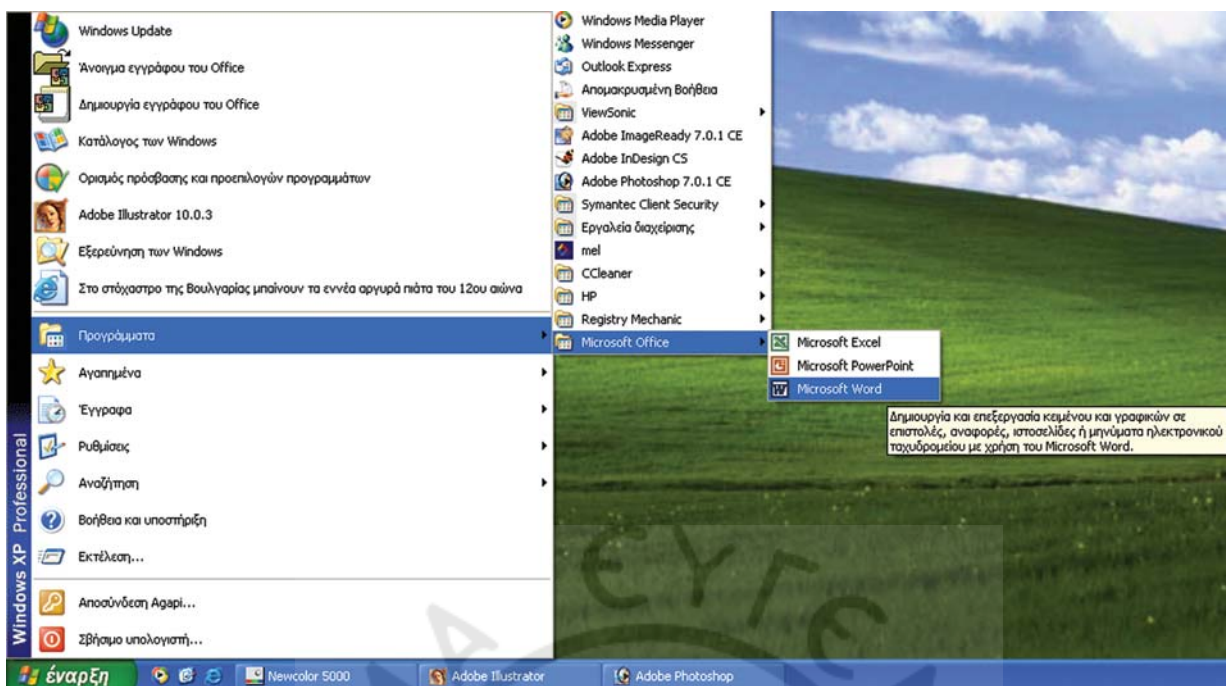 Windows Update
Άνοιγμα εγγράφου του Office
Δημιουργία εγγράφου του Office
Κατάλογος των Windows
Ορισμός πρόσβασης και προεπιλογών προγραμμάτων
Adobe Illustrator 10.0.3
Εξερεύνηση των Windows
Στο στόχαστρο της Βουλγαρίας μπαίνουν τα εννέα αργυρά πιάτα του 12ου αιώνα
Προγράμματα
Αγαπημένα
Έγγραφα
Ρυθμίσεις
Αναζήτηση
Βοήθεια και υποστήριξη
Εκτέλεση...
Αποσύνδεση Agapi...
Σβήσιμο υπολογιστή...
Windows XP Professional
Windows Media Player
Windows Messenger
Outlook Express
Απομακρυσμένη Βοήθεια
ViewSonic
Adobe ImageReady 7.0.1 CE
Adobe InDesign CS
Adobe Photoshop 7.0.1 CE
Symantec Client Security
Εργαλεία διαχείρισης
mel
CCleaner
HP
Registry Mechanic
Microsoft Office
Microsoft Excel
Microsoft PowerPoint
Microsoft Word
Δημιουργία και επεξεργασία κειμένου και γραφικών σε
επιστολές, αναφορές, ιστοσελίδες ή μηνύματα ηλεκτρονικού
ταχυδρομείου με χρήση του Microsoft Word.
έναρξη
Newcolor 5000
Adobe Illustrator
Adobe Photoshop